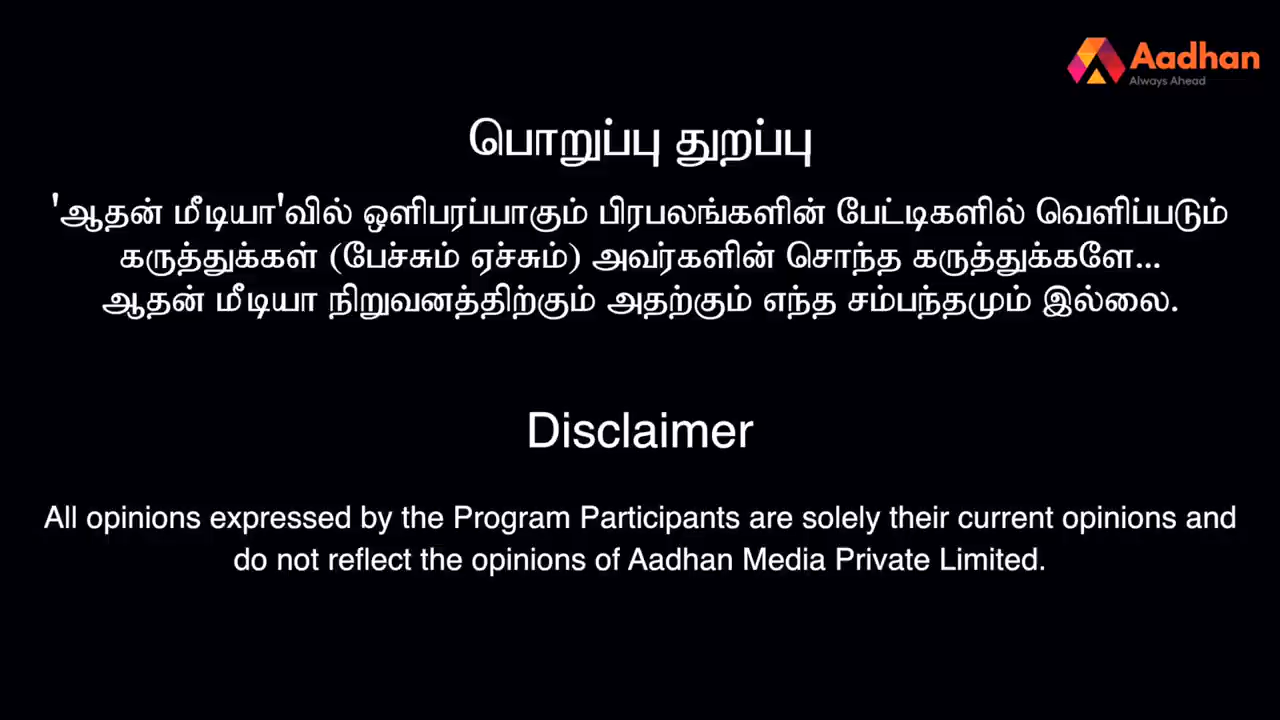 Aadhan
Always Ahead
பொறுப்பு துறப்பு
'ஆதன் மீடியா'வில் ஒளிபரப்பாகும் பிரபலங்களின் பேட்டிகளில் வெளிப்படும்
கருத்துக்கள் (பேச்சும் ஏச்சும்) அவர்களின் சொந்த கருத்துக்களே...
ஆதன் மீடியா நிறுவனத்திற்கும் அதற்கும் எந்த சம்பந்தமும் இல்லை.
Disclaimer
All opinions expressed by the Program Participants are solely their current opinions and
do not reflect the opinions of Aadhan Media Private Limited.